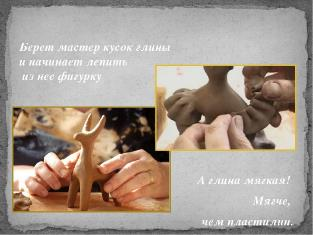 Берет мастер кусок глины
и начинает лепить
из нее фигурку
А глина мягкая!
Мягче,
чем пластилин.